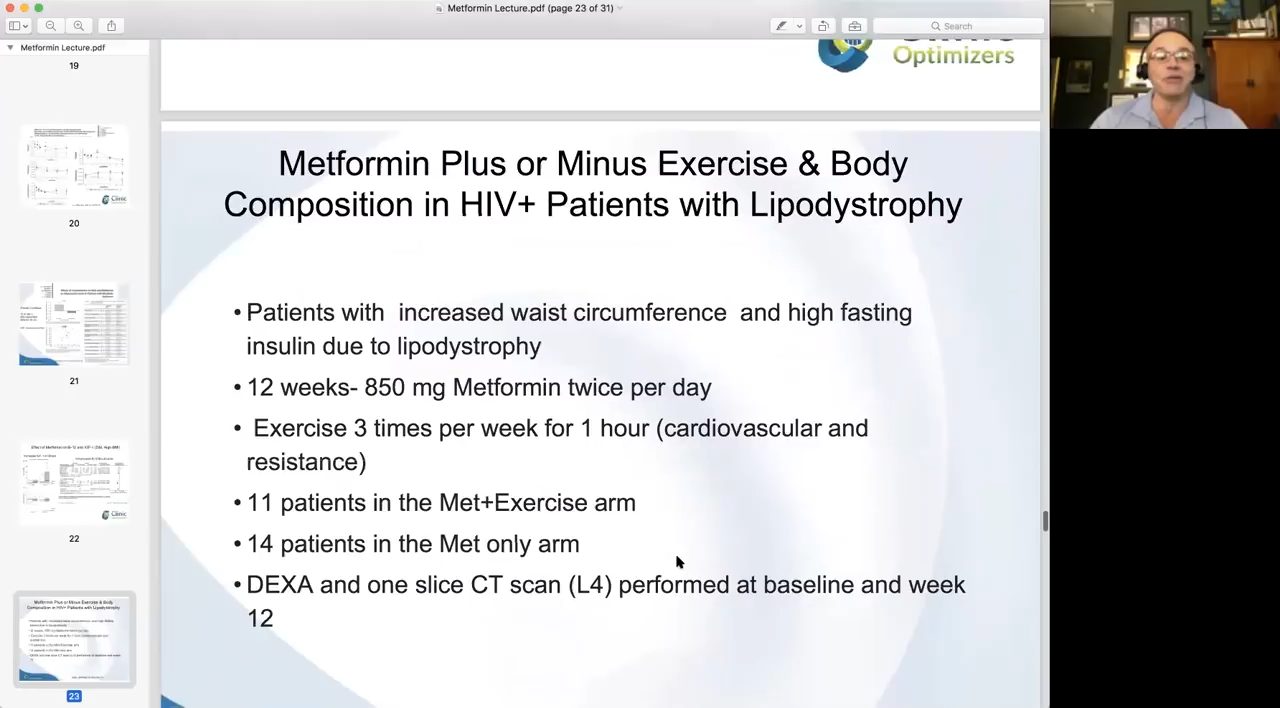 Metformin Lecture.pdf (page 23 of 31)
Search
Metformin Lecture.pdf
19
20
21
22
23
Optimizers
Metformin Plus or Minus Exercise & Body
Composition in HIV+ Patients with Lipodystrophy
•Patients with  increased waist circumference  and high fasting
insulin due to lipodystrophy
•12 weeks- 850 mg Metformin twice per day
• Exercise 3 times per week for 1 hour (cardiovascular and
resistance)
•11 patients in the Met+Exercise arm
•14 patients in the Met only arm
•DEXA and one slice CT scan (L4) performed at baseline and week
12